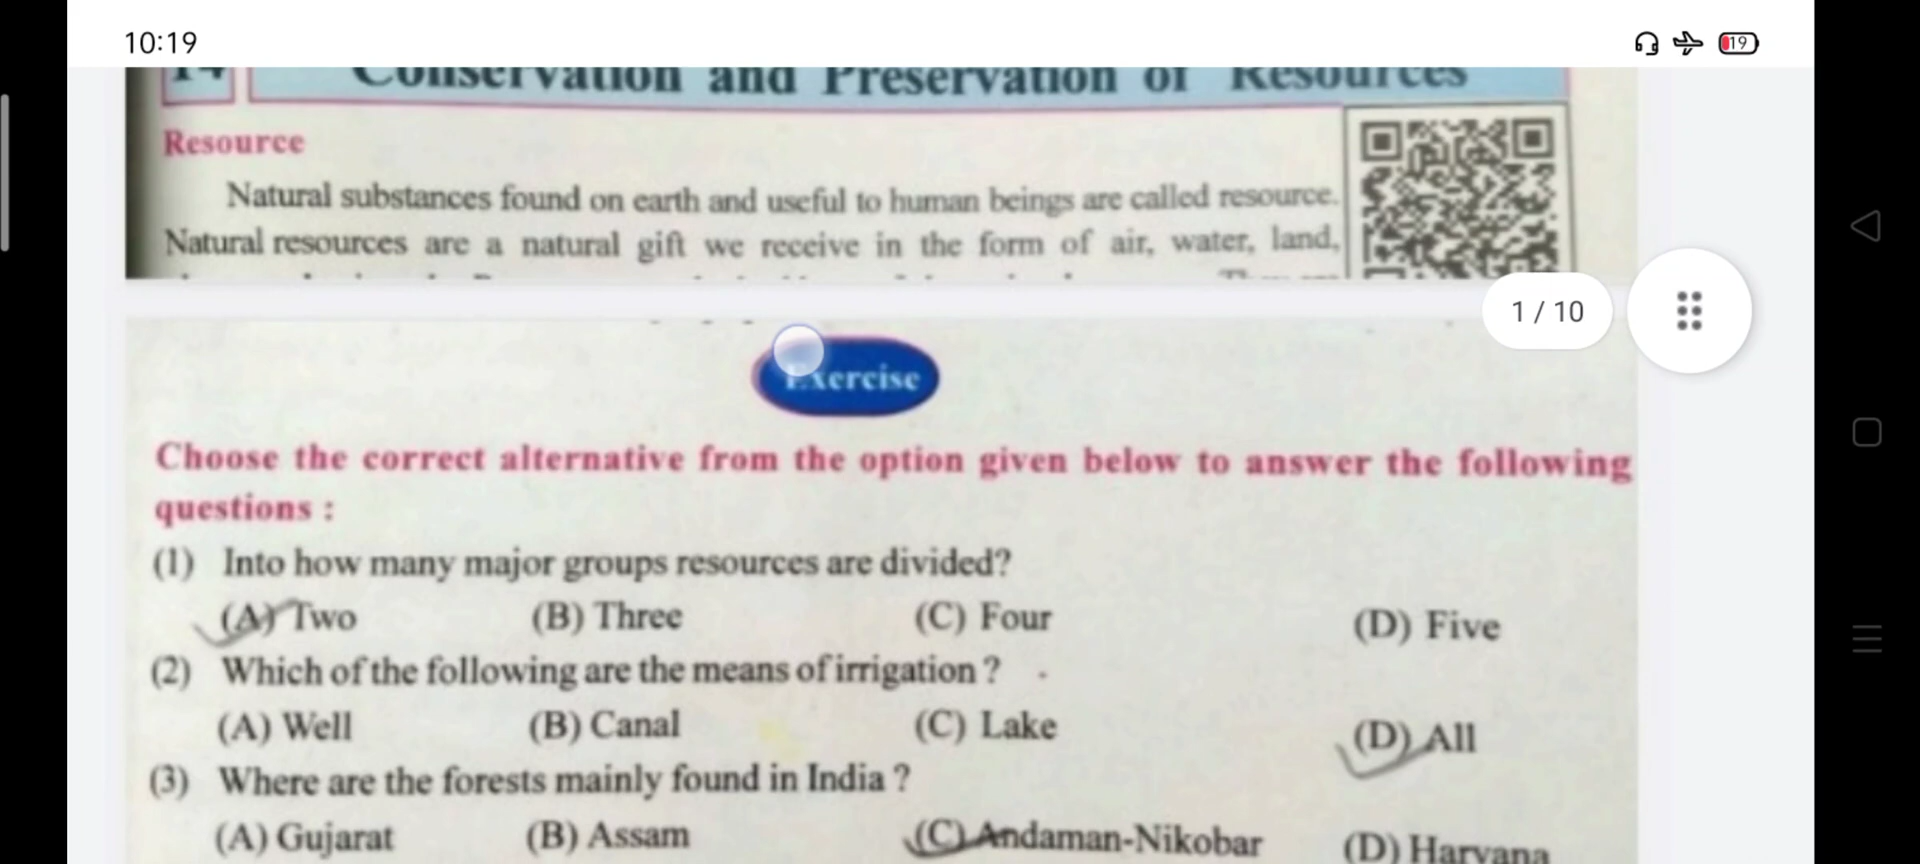 10:19
19
14 Conservation and Preservation of Resources
Resource
Natural substances found on earth and useful to human beings are called resource.
Natural resources are a natural gift we receive in the form of air, water, land,
1 / 10
Exercise
Choose the correct alternative from the option given below to answer the following
questions :
(1) Into how many major groups resources are divided?
(A) Two (B) Three (C) Four (D) Five
(2) Which of the following are the means of irrigation ?
(A) Well (B) Canal (C) Lake (D) All
(3) Where are the forests mainly found in India ?
(A) Gujarat (B) Assam (C) Andaman-Nikobar (D) Haryana